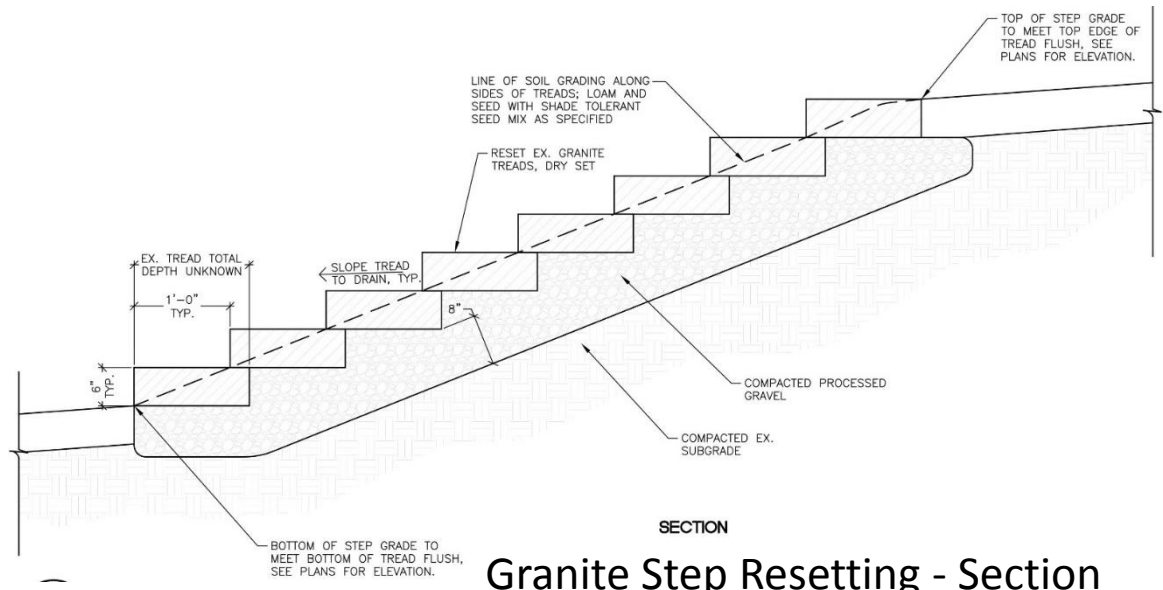 TOP OF STEP GRADE
TO MEET TOP EDGE OF
TREAD FLUSH, SEE
PLANS FOR ELEVATION.
LINE OF SOIL GRADING ALONG
SIDES OF TREADS; LOAM AND
SEED WITH SHADE TOLERANT
SEED MIX AS SPECIFIED
RESET EX. GRANITE
TREADS, DRY SET
EX. TREAD TOTAL
DEPTH UNKNOWN
SLOPE TREAD
TO DRAIN, TYP.
1'-0"
TYP.
8"
6"
TYP.
COMPACTED PROCESSED
GRAVEL
COMPACTED EX.
SUBGRADE
SECTION
BOTTOM OF STEP GRADE TO
MEET BOTTOM OF TREAD FLUSH,
SEE PLANS FOR ELEVATION.
Granite Step Resetting - Section